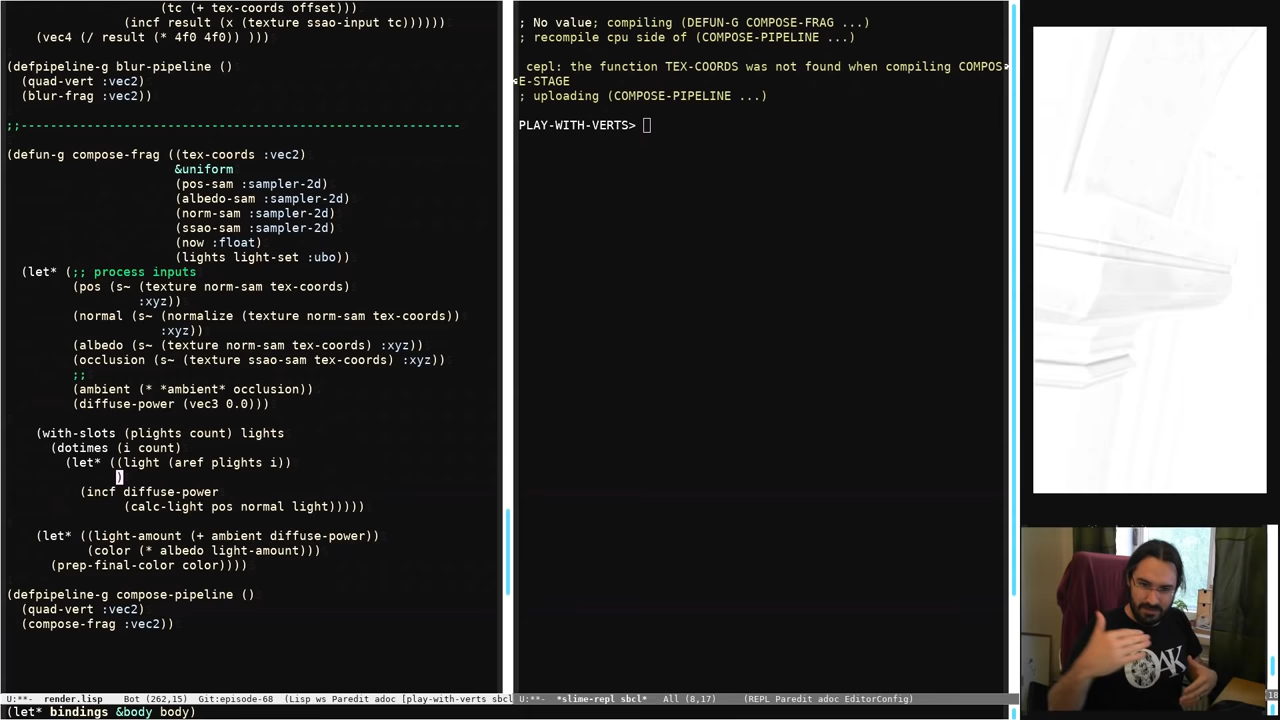 (tc (+ tex-coords offset)))
(incf result (x (texture ssao-input tc))))))
(vec4 (/ result (* 4f0 4f0)) )))
(defpipeline-g blur-pipeline ()
(quad-vert :vec2)
(blur-frag :vec2))
;;----------------------------------------------------------
(defun-g compose-frag ((tex-coords :vec2)
&uniform
(pos-sam :sampler-2d)
(albedo-sam :sampler-2d)
(norm-sam :sampler-2d)
(ssao-sam :sampler-2d)
(now :float)
(lights light-set :ubo))
(let* (;; process inputs
(pos (s~ (texture norm-sam tex-coords)
:xyz))
(normal (s~ (normalize (texture norm-sam tex-coords))
:xyz))
(albedo (s~ (texture norm-sam tex-coords) :xyz))
(occlusion (s~ (texture ssao-sam tex-coords) :xyz))
;;
(ambient (* *ambient* occlusion))
(diffuse-power (vec3 0.0)))
(with-slots (plights count) lights
(dotimes (i count)
(let* ((light (aref plights i))
)
(incf diffuse-power
(calc-light pos normal light)))))
(let* ((light-amount (+ ambient diffuse-power))
(color (* albedo light-amount)))
(prep-final-color color))))
(defpipeline-g compose-pipeline ()
(quad-vert :vec2)
(compose-frag :vec2))
U:**- render.lisp Bot (262,15) Git:episode-68 (Lisp ws Paredit adoc [play-with-verts sbcl
(let* bindings &body body)
; No value; compiling (DEFUN-G COMPOSE-FRAG ...)
; recompile cpu side of (COMPOSE-PIPELINE ...)
cepl: the function TEX-COORDS was not found when compiling COMPOS
E-STAGE
; uploading (COMPOSE-PIPELINE ...)
PLAY-WITH-VERTS>
U:**- *slime-repl sbcl* All (8,17) (REPL Paredit adoc EditorConfig)